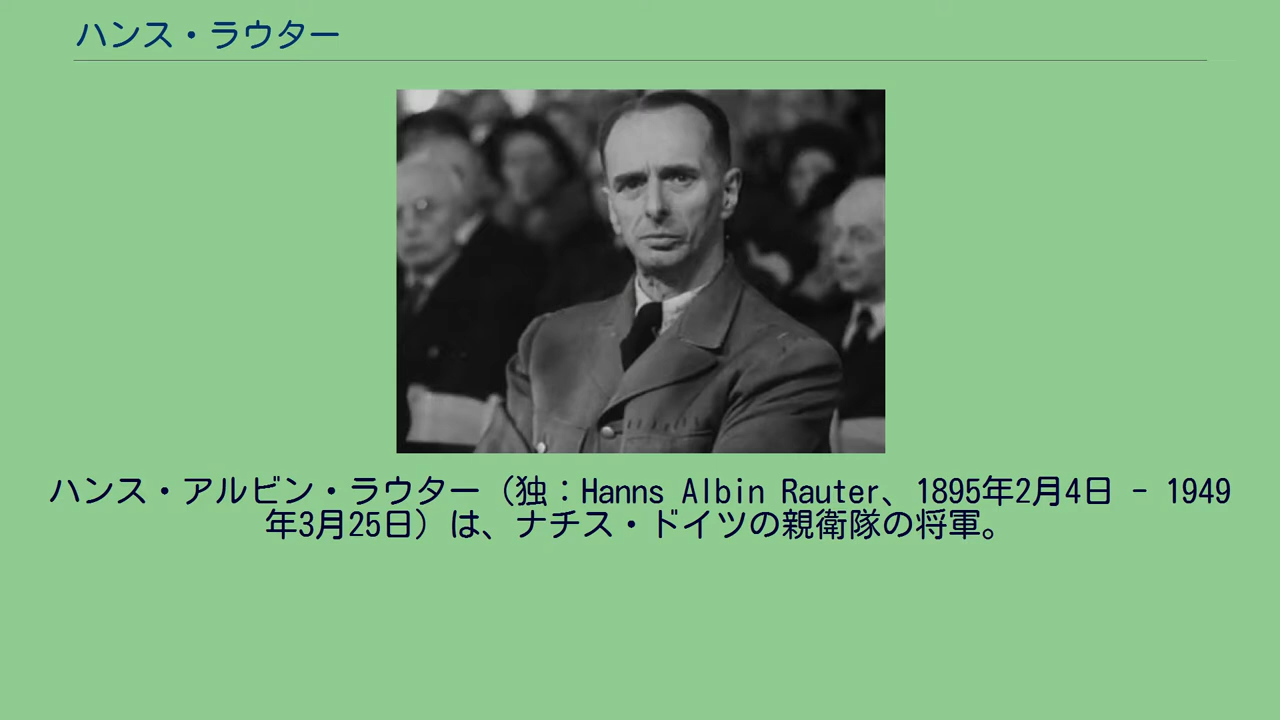 ハンス・ラウター
ハンス・アルビン・ラウター（独：Hanns Albin Rauter、1895年2月4日 - 1949
年3月25日）は、ナチス・ドイツの親衛隊の将軍。